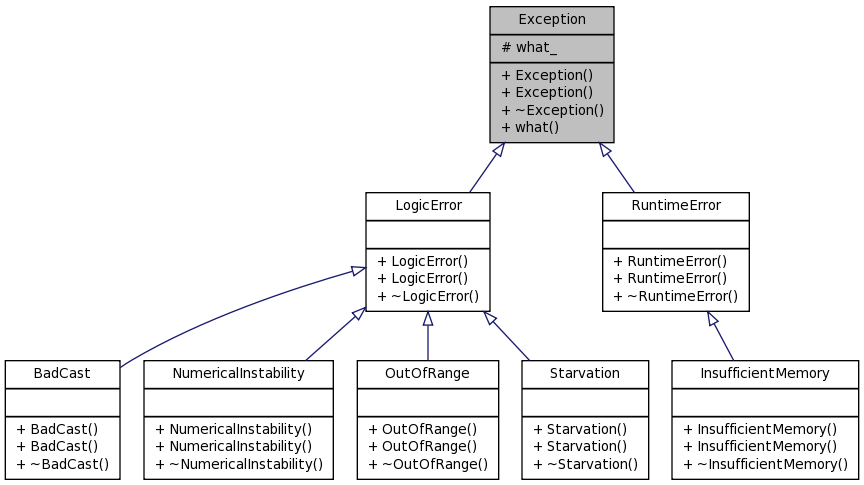 Exception
# what_
+ Exception()
+ Exception()
+ ~Exception()
+ what()
LogicError
+ LogicError()
+ LogicError()
+ ~LogicError()
RuntimeError
+ RuntimeError()
+ RuntimeError()
+ ~RuntimeError()
BadCast
+ BadCast()
+ BadCast()
+ ~BadCast()
NumericalInstability
+ NumericalInstability()
+ NumericalInstability()
+ ~NumericalInstability()
OutOfRange
+ OutOfRange()
+ OutOfRange()
+ ~OutOfRange()
Starvation
+ Starvation()
+ Starvation()
+ ~Starvation()
InsufficientMemory
+ InsufficientMemory()
+ InsufficientMemory()
+ ~InsufficientMemory()